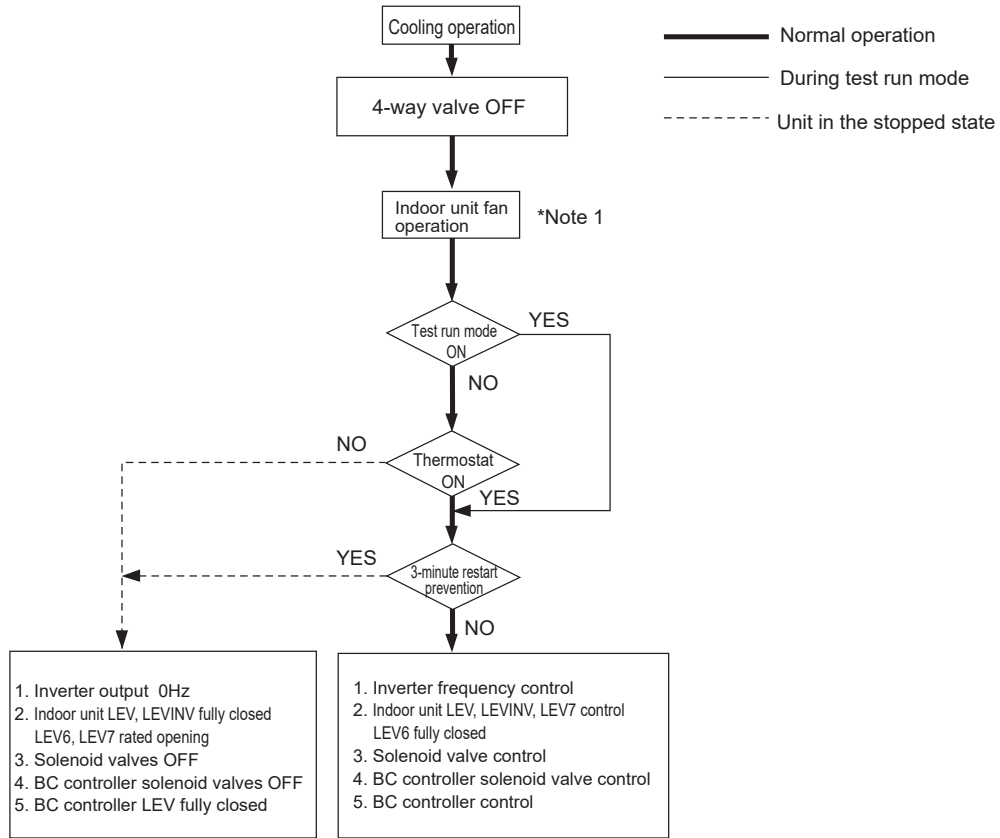 Cooling operation
Normal operation
During test run mode
Unit in the stopped state
4-way valve OFF
Indoor unit fan
operation
*Note 1
Test run mode
ON
YES
NO
Thermostat
ON
NO
YES
3-minute restart
prevention
YES
NO
1. Inverter output 0Hz
2. Indoor unit LEV, LEVINV fully closed
LEV6, LEV7 rated opening
3. Solenoid valves OFF
4. BC controller solenoid valves OFF
5. BC controller LEV fully closed
1. Inverter frequency control
2. Indoor unit LEV, LEVINV, LEV7 control
LEV6 fully closed
3. Solenoid valve control
4. BC controller solenoid valve control
5. BC controller control